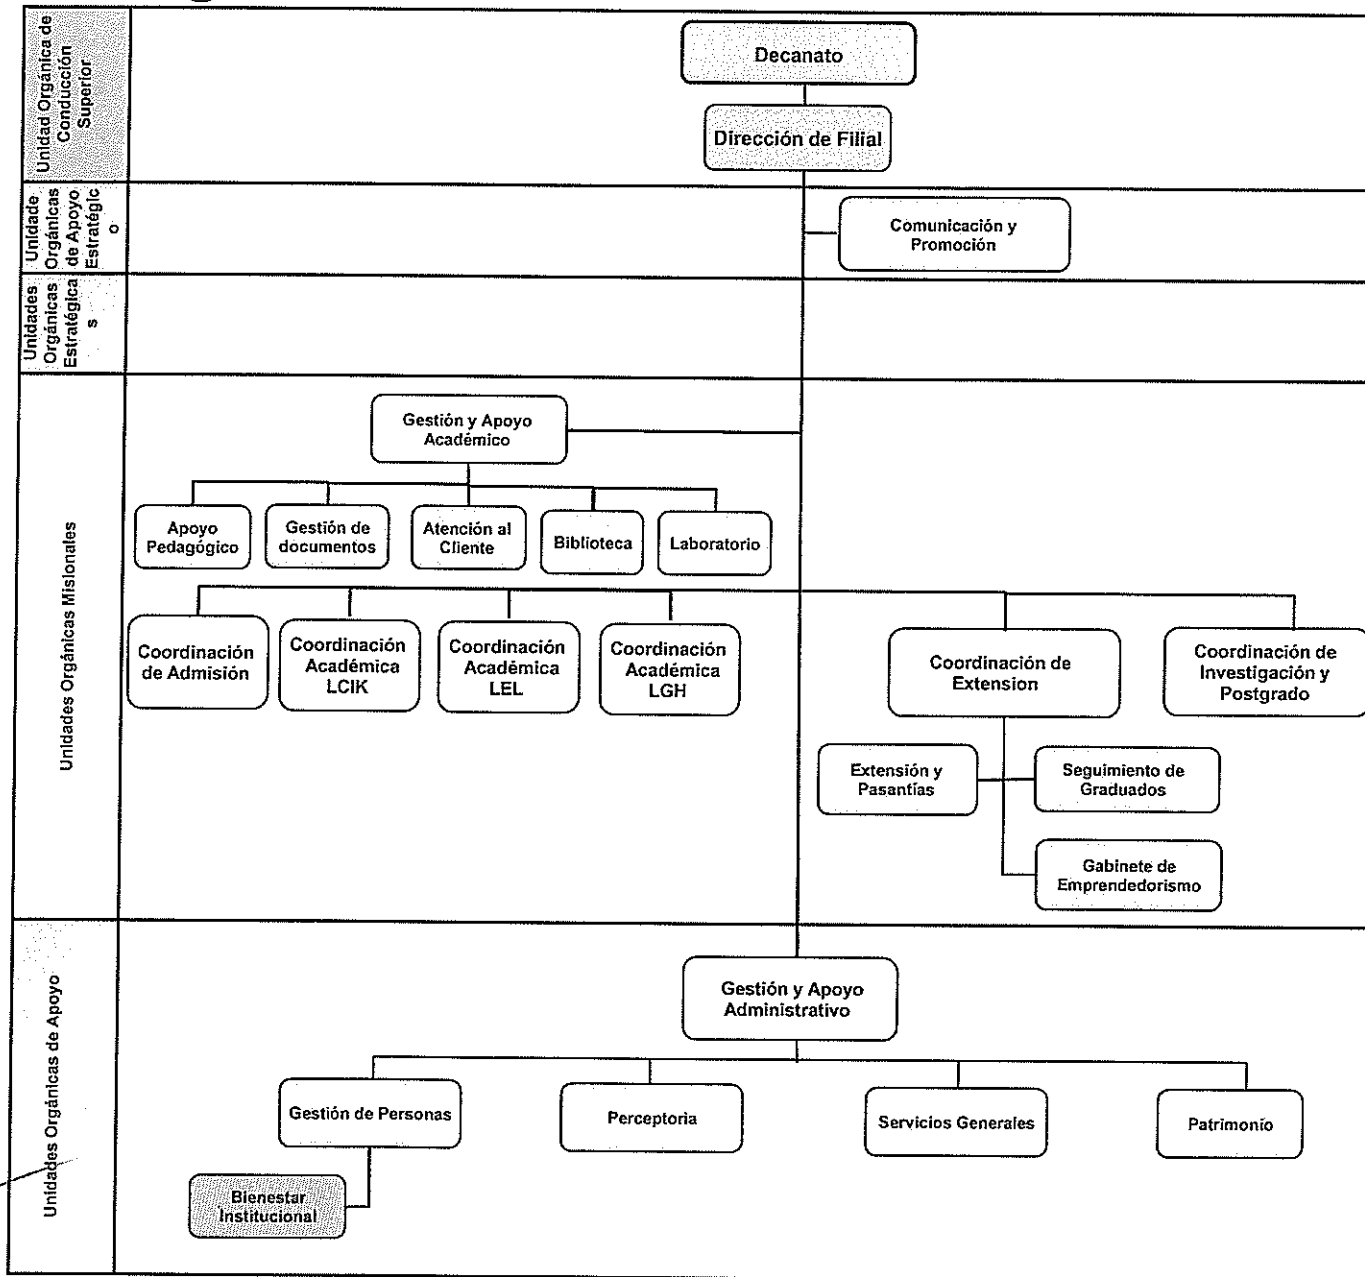 Unidad Orgánica de
Conducción
Superior
Decanato
Dirección de Filial
Unidade
Orgánicas
de Apoyo
Estratégic
o
Comunicación y
Promoción
Unidades
Orgánicas
Estratégica
s
Unidades Orgánicas Misionales
Gestión y Apoyo
Académico
Apoyo
Pedagógico
Gestión de
documentos
Atención al
Cliente
Biblioteca
Laboratorio
Coordinación
de Admisión
Coordinación
Académica
LCIK
Coordinación
Académica
LEL
Coordinación
Académica
LGH
Coordinación de
Extension
Coordinación de
Investigación y
Postgrado
Extensión y
Pasantías
Seguimiento de
Graduados
Gabinete de
Emprendedorismo
Unidades Orgánicas de Apoyo
Gestión y Apoyo
Administrativo
Gestión de Personas
Perceptoria
Servicios Generales
Patrimonio
Bienestar
Institucional